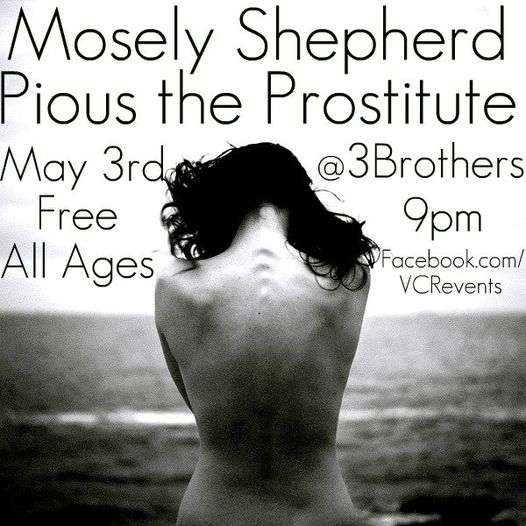 Mosely Shepherd
Pious the Prostitute
May 3rd
Free
All Ages
@3Brothers
9pm
Facebook.com/
VCRevents